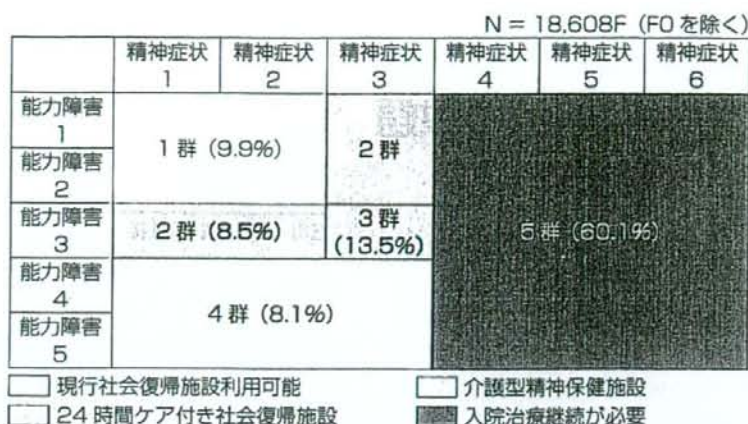 N = 18,608F (F0 を除く)
精神症状 1 精神症状 2 精神症状 3 精神症状 4 精神症状 5 精神症状 6
能力障害 1
能力障害 2
能力障害 3
能力障害 4
能力障害 5
1 群 (9.9%)
2 群
2 群 (8.5%)
3 群 (13.5%)
5 群 (60.1%)
4 群 (8.1%)
現行社会復帰施設利用可能
介護型精神保健施設
24 時間ケア付き社会復帰施設
入院治療継続が必要